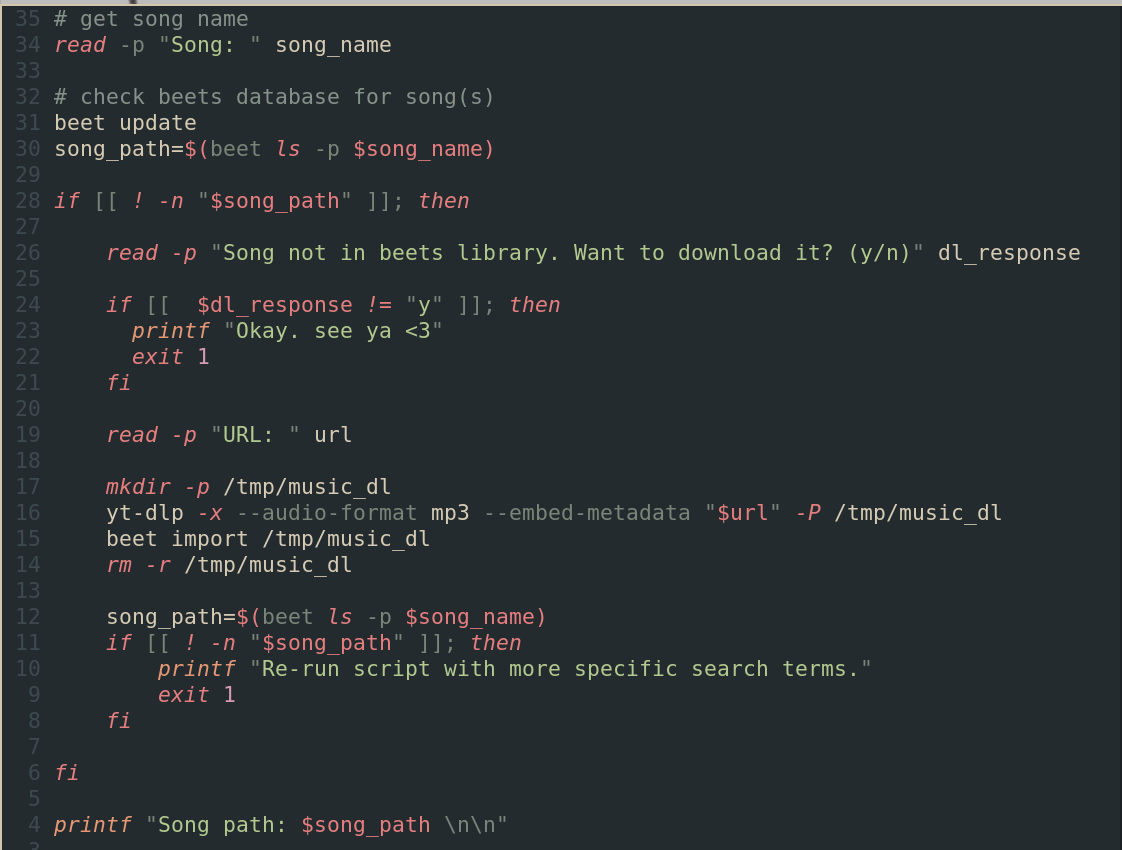 35 # get song name
34 read -p "Song: " song_name
33
32 # check beets database for song(s)
31 beet update
30 song_path=$(beet ls -p $song_name)
29
28 if [[ ! -n "$song_path" ]]; then
27
26     read -p "Song not in beets library. Want to download it? (y/n)" dl_response
25
24     if [[  $dl_response != "y" ]]; then
23       printf "Okay. see ya <3"
22       exit 1
21     fi
20
19     read -p "URL: " url
18
17     mkdir -p /tmp/music_dl
16     yt-dlp -x --audio-format mp3 --embed-metadata "$url" -P /tmp/music_dl
15     beet import /tmp/music_dl
14     rm -r /tmp/music_dl
13
12     song_path=$(beet ls -p $song_name)
11     if [[ ! -n "$song_path" ]]; then
10         printf "Re-run script with more specific search terms."
9         exit 1
8     fi
7
6 fi
5
4 printf "Song path: $song_path \n\n"
3